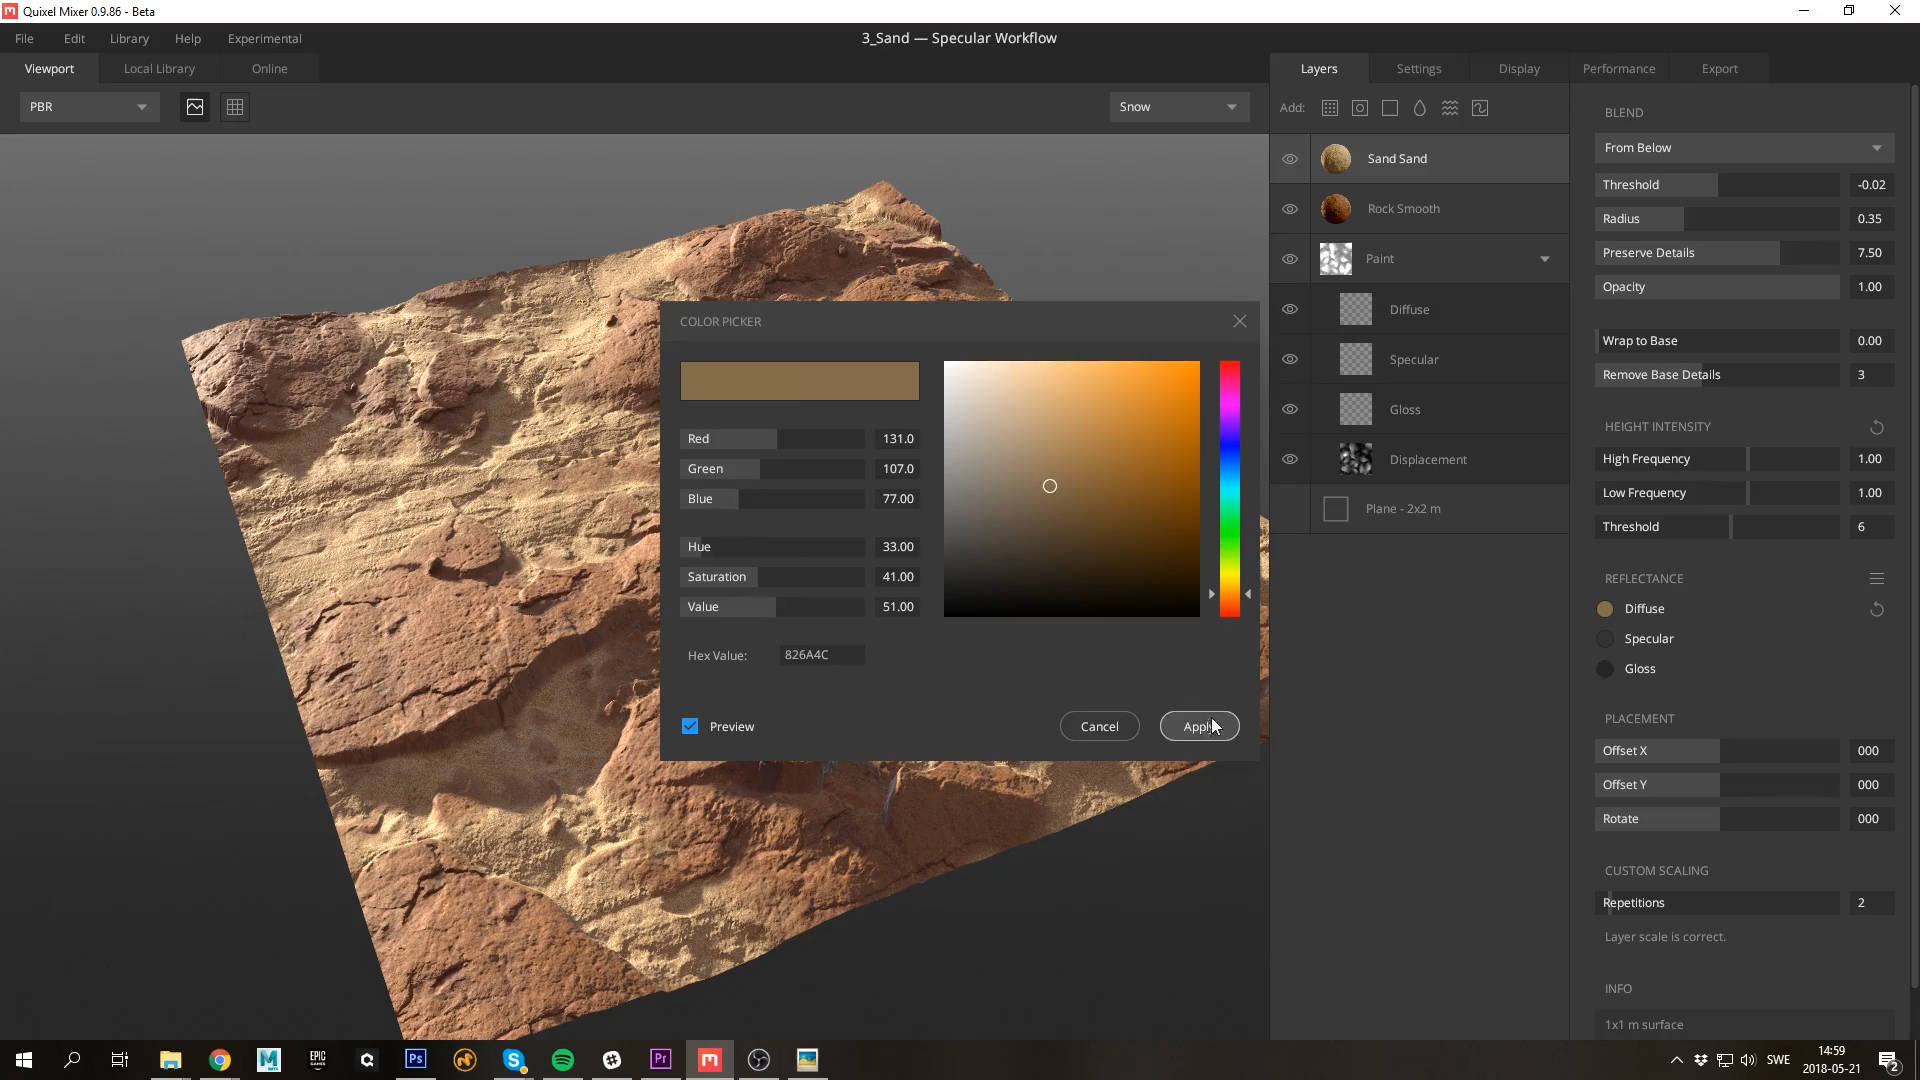 Quixel Mixer 0.9.86 - Beta
File Edit Library Help Experimental
3_Sand — Specular Workflow
Viewport Local Library Online
Layers Settings Display Performance Export
PBR
Snow
Add:
Sand Sand
Rock Smooth
Paint
Diffuse
Specular
Gloss
Displacement
Plane - 2x2 m
BLEND
From Below
Threshold -0.02
Radius 0.35
Preserve Details 7.50
Opacity 1.00
Wrap to Base 0.00
Remove Base Details 3
HEIGHT INTENSITY
High Frequency 1.00
Low Frequency 1.00
Threshold 6
REFLECTANCE
Diffuse
Specular
Gloss
PLACEMENT
Offset X 000
Offset Y 000
Rotate 000
CUSTOM SCALING
Repetitions 2
Layer scale is correct.
INFO
1x1 m surface
COLOR PICKER
Red 131.0
Green 107.0
Blue 77.00
Hue 33.00
Saturation 41.00
Value 51.00
Hex Value: 826A4C
Preview
Cancel
Apply
EPIC
GAMES
Ps
Pr
SWE
14:59
2018-05-21
2